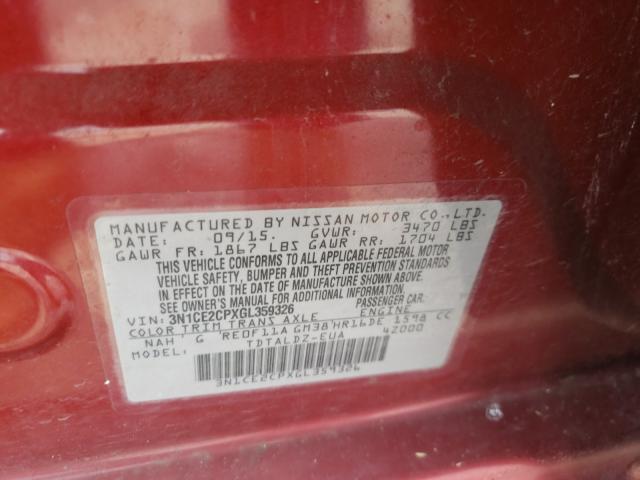 MANUFACTURED BY NISSAN MOTOR CO.,LTD.
DATE: 09/15. GVWR: 3470 LBS
GAWR FR: 1867 LBS GAWR RR: 1704 LBS
THIS VEHICLE CONFORMS TO ALL APPLICABLE FEDERAL MOTOR
VEHICLE SAFETY, BUMPER AND THEFT PREVENTION STANDARDS
IN EFFECT ON THE DATE OF MANUFACTURE SHOWN ABOVE.
SEE OWNER'S MANUAL FOR ADDITIONAL INFORMATION.
VIN: 3N1CE2CPXGL359326 PASSENGER CAR.
COLOR TRIM TRANS AXLE ENGINE
NAH G RE0F11A GM38 HR16DE 1598 CC
MODEL: TDTALDZ-EUA 4Z000
3N1CE2CPXGL359326